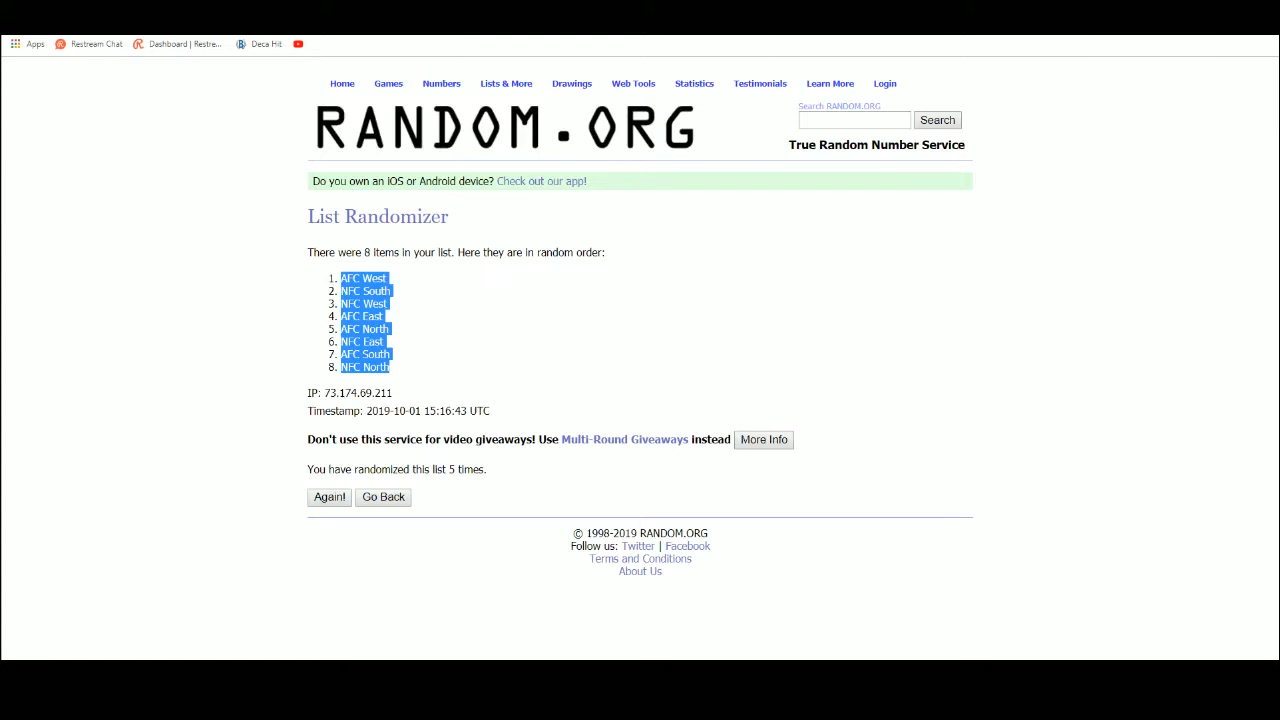 Apps Restream Chat Dashboard | Restre... Deca Hit
Home Games Numbers Lists & More Drawings Web Tools Statistics Testimonials Learn More Login
RANDOM.ORG
Search RANDOM.ORG
Search
True Random Number Service
Do you own an iOS or Android device? Check out our app!
List Randomizer
There were 8 items in your list. Here they are in random order:
1. AFC West
2. NFC South
3. NFC West
4. AFC East
5. AFC North
6. NFC East
7. AFC South
8. NFC North
IP: 73.174.69.211
Timestamp: 2019-10-01 15:16:43 UTC
Don't use this service for video giveaways! Use Multi-Round Giveaways instead More Info
You have randomized this list 5 times.
Again! Go Back
© 1998-2019 RANDOM.ORG
Follow us: Twitter | Facebook
Terms and Conditions
About Us